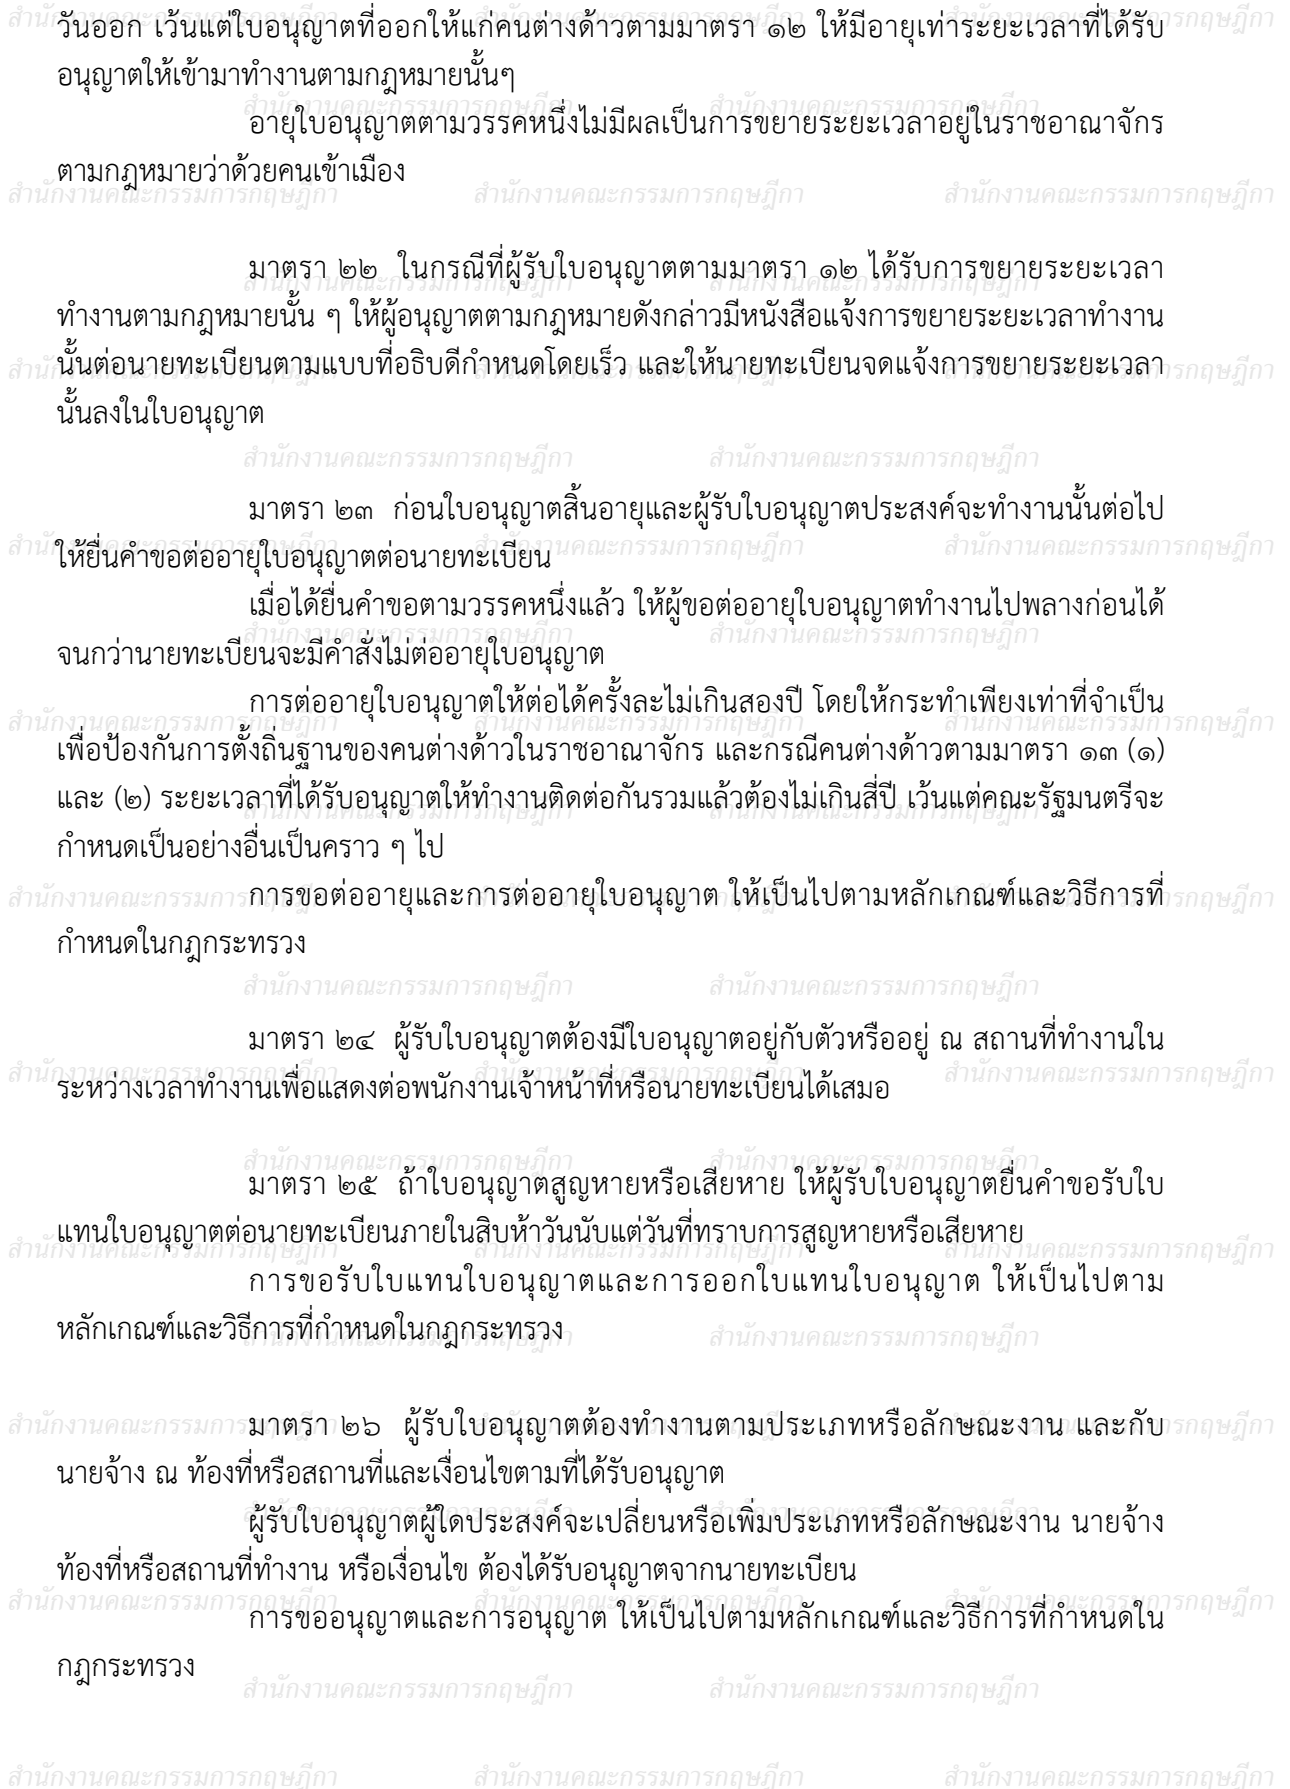 วันออก เว้นแต่ใบอนุญาตที่ออกให้แก่คนต่างด้าวตามมาตรา ๑๒ ให้มีอายุเท่าระยะเวลาที่ได้รับ
อนุญาตให้เข้ามาทำงานตามกฎหมายนั้นๆ
อายุใบอนุญาตตามวรรคหนึ่งไม่มีผลเป็นการขยายระยะเวลาอยู่ในราชอาณาจักร
ตามกฎหมายว่าด้วยคนเข้าเมือง
มาตรา ๒๒ ในกรณีที่ผู้รับใบอนุญาตตามมาตรา ๑๒ ได้รับการขยายระยะเวลา
ทำงานตามกฎหมายนั้น ๆ ให้ผู้อนุญาตตามกฎหมายดังกล่าวมีหนังสือแจ้งการขยายระยะเวลาทำงาน
นั้นต่อนายทะเบียนตามแบบที่อธิบดีกำหนดโดยเร็ว และให้นายทะเบียนจดแจ้งการขยายระยะเวลา
นั้นลงในใบอนุญาต
มาตรา ๒๓ ก่อนใบอนุญาตสิ้นอายุและผู้รับใบอนุญาตประสงค์จะทำงานนั้นต่อไป
ให้ยื่นคำขอต่ออายุใบอนุญาตต่อนายทะเบียน
เมื่อได้ยื่นคำขอตามวรรคหนึ่งแล้ว ให้ผู้ขอต่ออายุใบอนุญาตทำงานไปพลางก่อนได้
จนกว่านายทะเบียนจะมีคำสั่งไม่ต่ออายุใบอนุญาต
การต่ออายุใบอนุญาตให้ต่อได้ครั้งละไม่เกินสองปี โดยให้กระทำเพียงเท่าที่จำเป็น
เพื่อป้องกันการตั้งถิ่นฐานของคนต่างด้าวในราชอาณาจักร และกรณีคนต่างด้าวตามมาตรา ๑๓ (๑)
และ (๒) ระยะเวลาที่ได้รับอนุญาตให้ทำงานติดต่อกันรวมแล้วต้องไม่เกินสี่ปี เว้นแต่คณะรัฐมนตรีจะ
กำหนดเป็นอย่างอื่นเป็นคราว ๆ ไป
การขอต่ออายุและการต่ออายุใบอนุญาต ให้เป็นไปตามหลักเกณฑ์และวิธีการที่
กำหนดในกฎกระทรวง
มาตรา ๒๔ ผู้รับใบอนุญาตต้องมีใบอนุญาตอยู่กับตัวหรืออยู่ ณ สถานที่ทำงานใน
ระหว่างเวลาทำงานเพื่อแสดงต่อพนักงานเจ้าหน้าที่หรือนายทะเบียนได้เสมอ
มาตรา ๒๕ ถ้าใบอนุญาตสูญหายหรือเสียหาย ให้ผู้รับใบอนุญาตยื่นคำขอรับใบ
แทนใบอนุญาตต่อนายทะเบียนภายในสิบห้าวันนับแต่วันที่ทราบการสูญหายหรือเสียหาย
การขอรับใบแทนใบอนุญาตและการออกใบแทนใบอนุญาต ให้เป็นไปตาม
หลักเกณฑ์และวิธีการที่กำหนดในกฎกระทรวง
มาตรา ๒๖ ผู้รับใบอนุญาตต้องทำงานตามประเภทหรือลักษณะงาน และกับ
นายจ้าง ณ ท้องที่หรือสถานที่และเงื่อนไขตามที่ได้รับอนุญาต
ผู้รับใบอนุญาตผู้ใดประสงค์จะเปลี่ยนหรือเพิ่มประเภทหรือลักษณะงาน นายจ้าง
ท้องที่หรือสถานที่ทำงาน หรือเงื่อนไข ต้องได้รับอนุญาตจากนายทะเบียน
การขออนุญาตและการอนุญาต ให้เป็นไปตามหลักเกณฑ์และวิธีการที่กำหนดใน
กฎกระทรวง
สำนักงานคณะกรรมการกฤษฎีกา สำนักงานคณะกรรมการกฤษฎีกา สำนักงานคณะกรรมการกฤษฎีกา